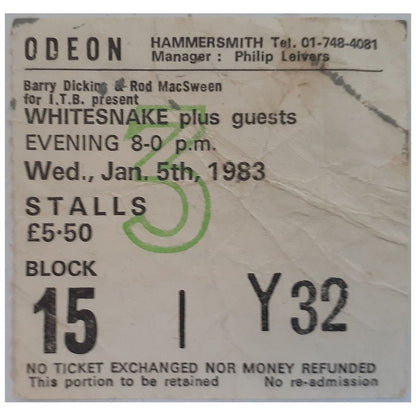 ODEON HAMMERSMITH Tel. 01-748-4081
Manager : Philip Leivers
Barry Dickins & Rod MacSween
for I.T.B. present
WHITESNAKE plus guests
EVENING 8-0 p.m.
Wed., Jan. 5th, 1983
3
STALLS
£5·50
BLOCK
15 | Y 32
NO TICKET EXCHANGED NOR MONEY REFUNDED
This portion to be retained No re-admission